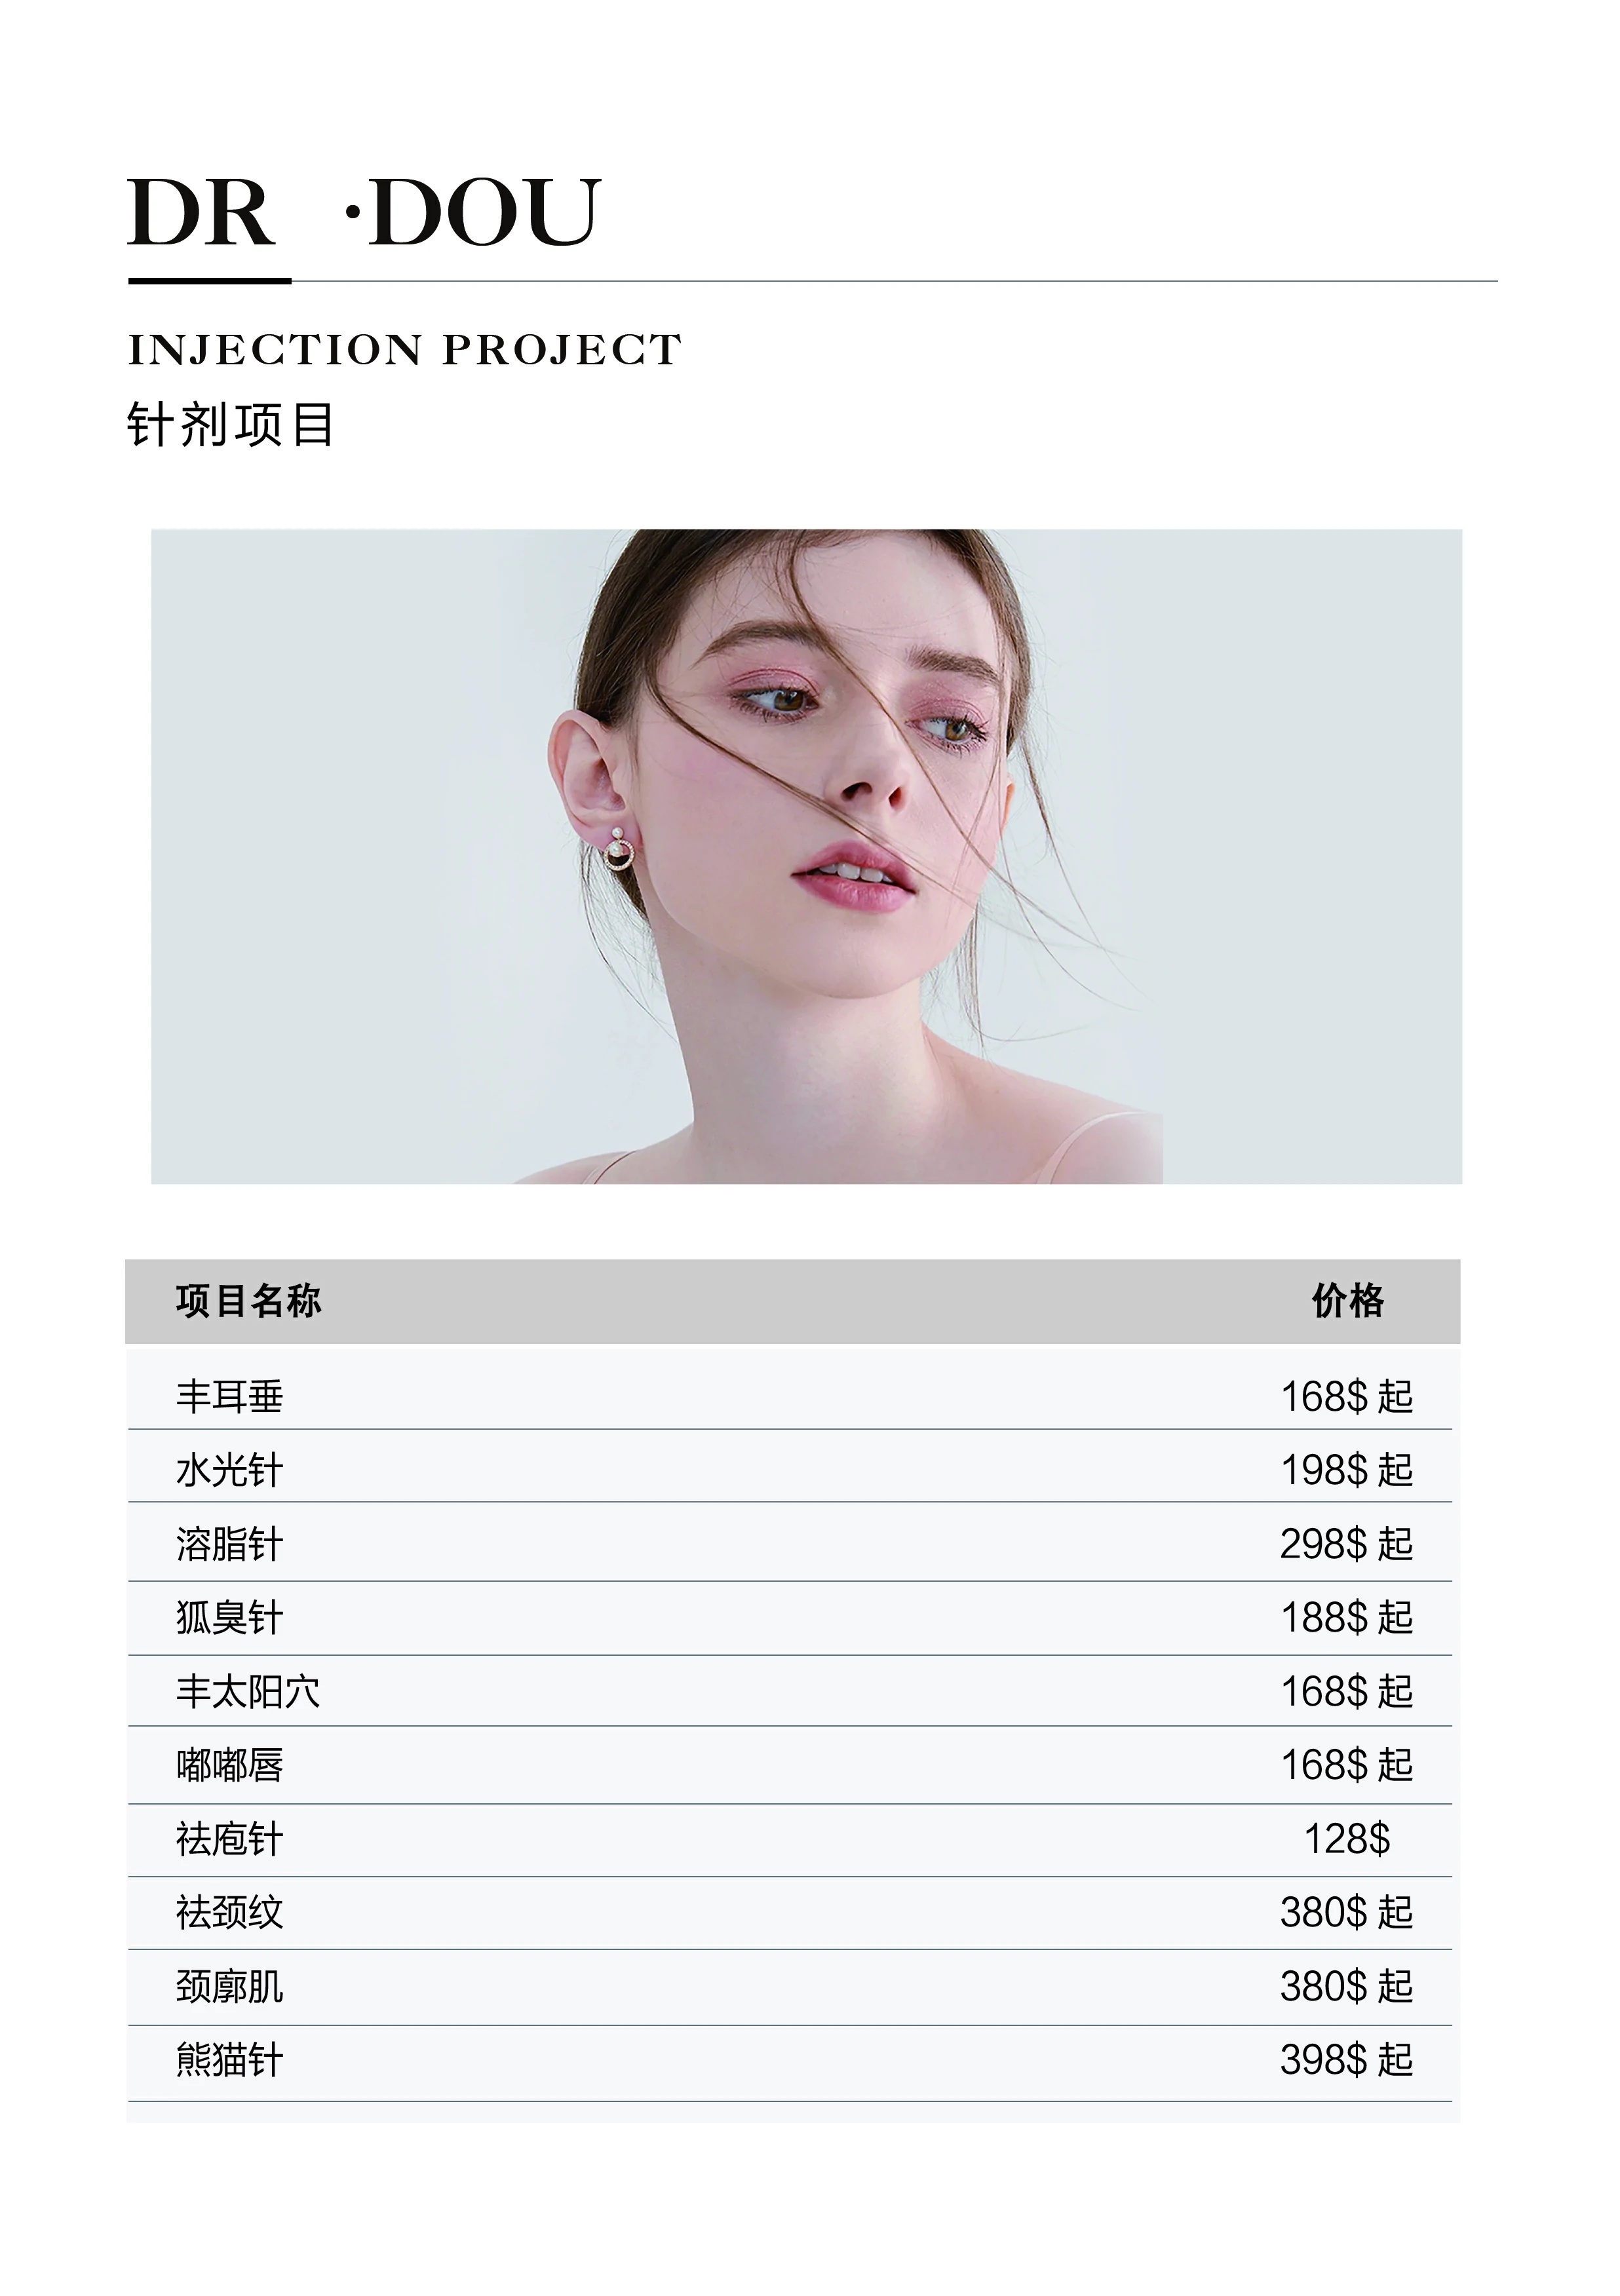 DR ·DOU
INJECTION PROJECT
针剂项目
项目名称 价格
丰耳垂 168$ 起
水光针 198$ 起
溶脂针 298$ 起
狐臭针 188$ 起
丰太阳穴 168$ 起
嘟嘟唇 168$ 起
祛庖针 128$
祛颈纹 380$ 起
颈廓肌 380$ 起
熊猫针 398$ 起